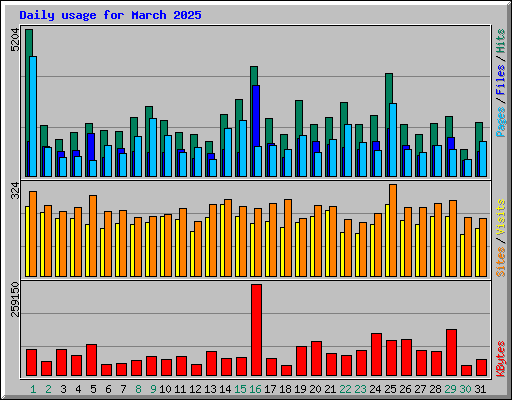 Daily usage for March 2025
5204
Pages / Files / Hits
324
Sites / Visits
259150
KBytes
1 2 3 4 5 6 7 8 9 10 11 12 13 14 15 16 17 18 19 20 21 22 23 24 25 26 27 28 29 30 31